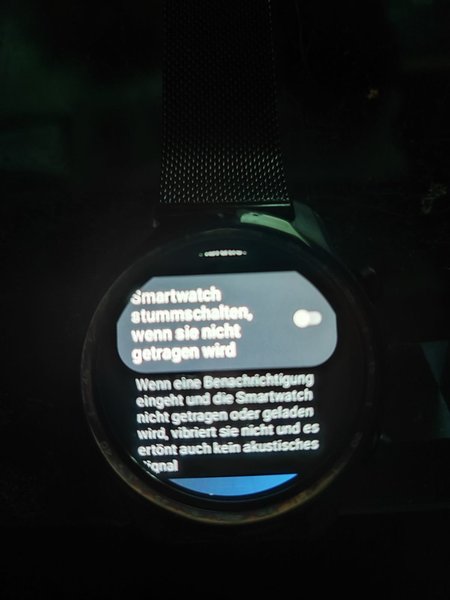 Smartwatch
stummschalten,
wenn sie nicht
getragen wird
Wenn eine Benachrichtigung
eingeht und die Smartwatch
nicht getragen oder geladen
wird, vibriert sie nicht und es
ertönt auch kein akustisches
Signal